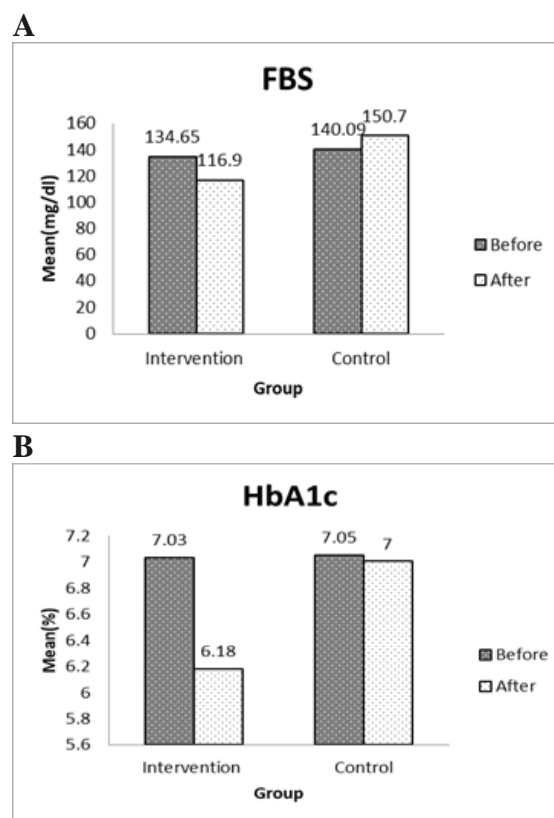 A
FBS
160
140
120
100
80
60
40
20
0
Mean(mg/dl)
134.65
116.9
140.09
150.7
Before
After
Intervention
Control
Group
B
HbA1c
7.2
7
6.8
6.6
6.4
6.2
6
5.8
5.6
Mean(%)
7.03
6.18
7.05
7
Before
After
Intervention
Control
Group